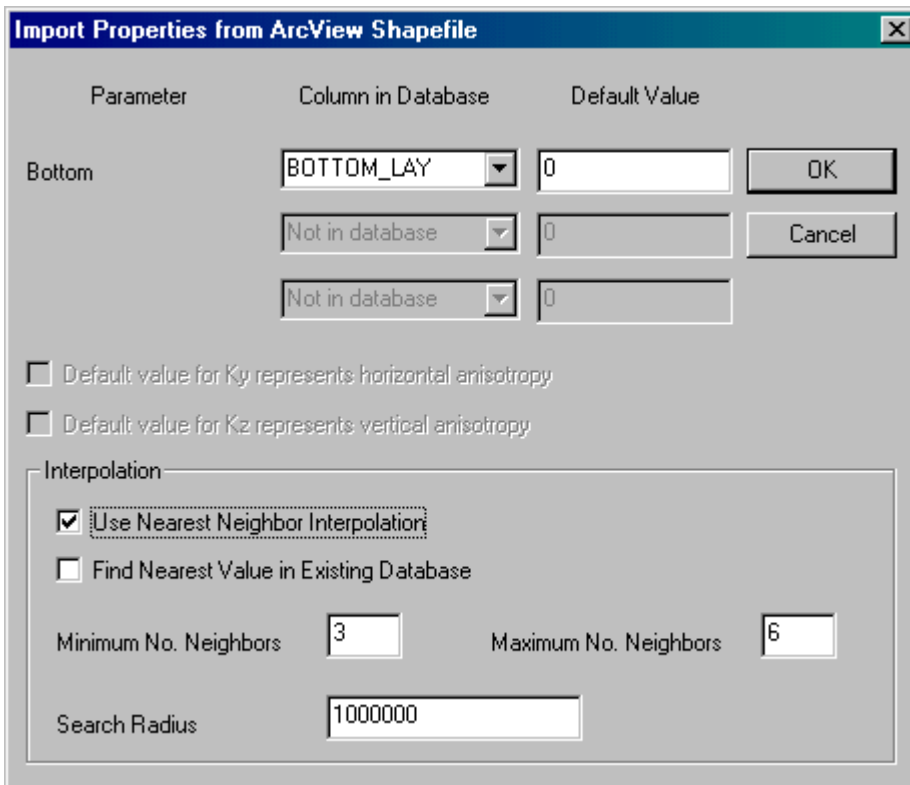 Import Properties from ArcView Shapefile
Parameter Column in Database Default Value
Bottom BOTTOM_LAY 0 OK
Not in database 0 Cancel
Not in database 0
Default value for Ky represents horizontal anisotropy
Default value for Kz represents vertical anisotropy
Interpolation
Use Nearest Neighbor Interpolation
Find Nearest Value in Existing Database
Minimum No. Neighbors 3 Maximum No. Neighbors 6
Search Radius 1000000